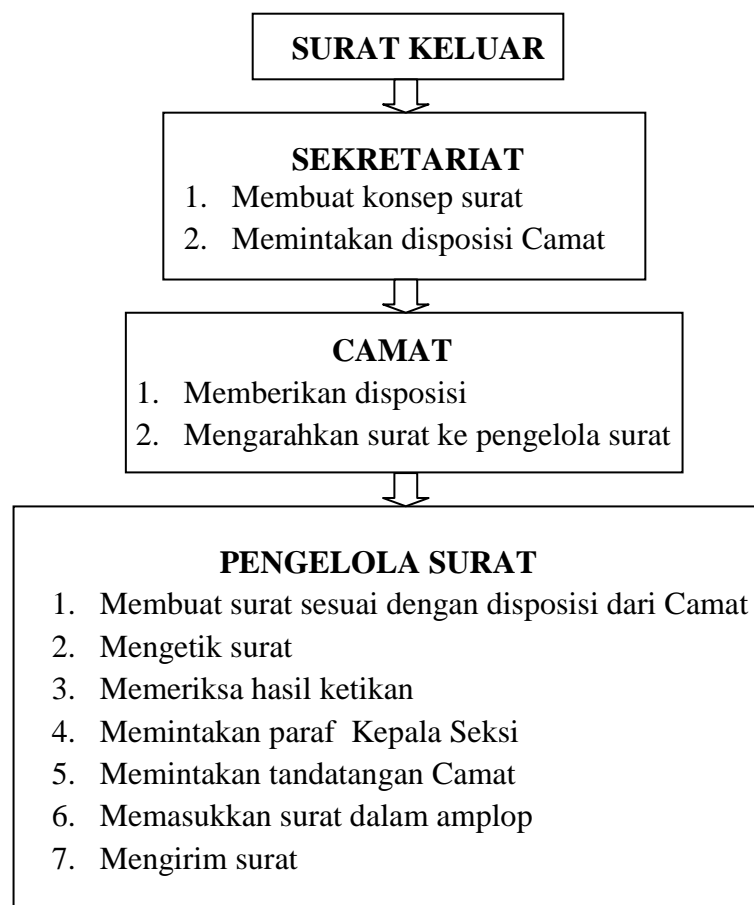 SURAT KELUAR
SEKRETARIAT
1. Membuat konsep surat
2. Memintakan disposisi Camat
CAMAT
1. Memberikan disposisi
2. Mengarahkan surat ke pengelola surat
PENGELOLA SURAT
1. Membuat surat sesuai dengan disposisi dari Camat
2. Mengetik surat
3. Memeriksa hasil ketikan
4. Memintakan paraf Kepala Seksi
5. Memintakan tandatangan Camat
6. Memasukkan surat dalam amplop
7. Mengirim surat